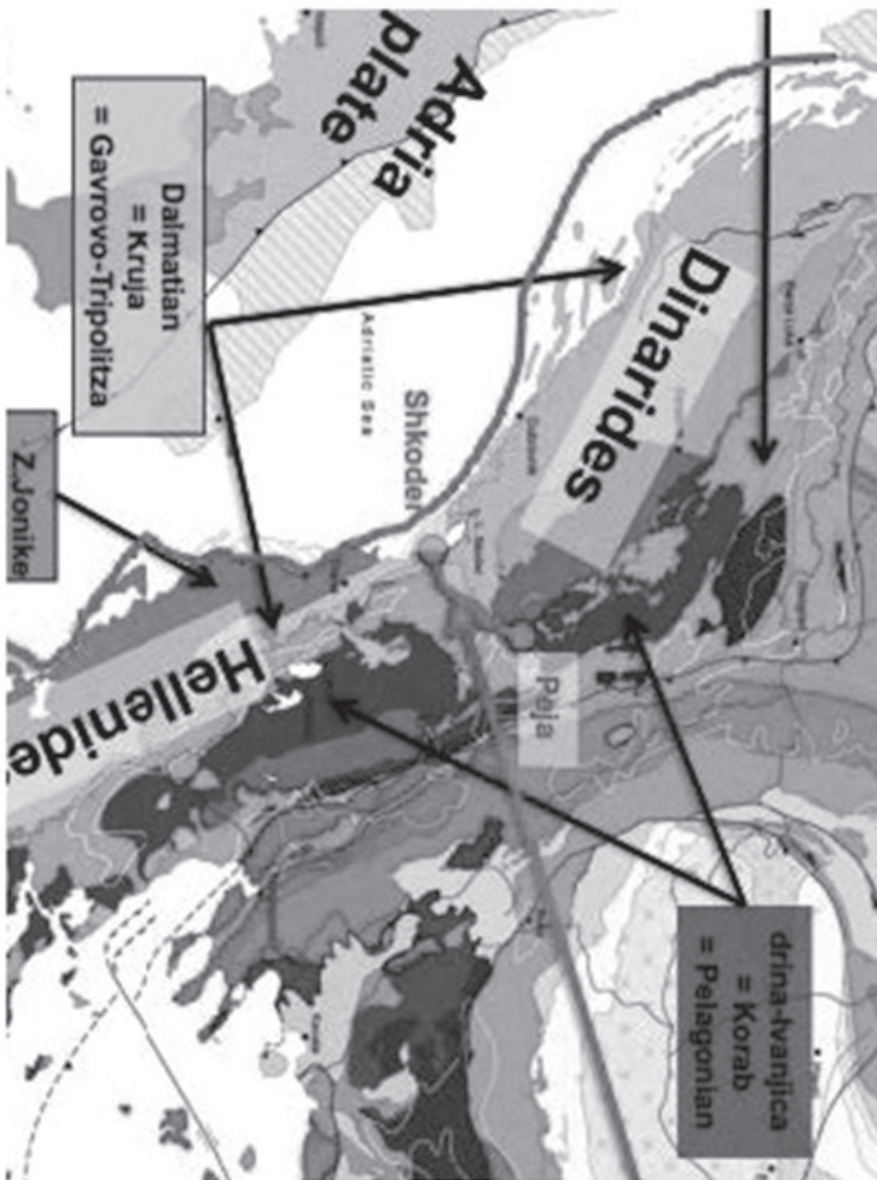 Adria
plate
Dinarides
Dalmatian
= Kruja
= Gavrovo-Tripolitza
Adriatic Sea
Shkoder
Z.Jonike
Peja
Hellenide
drina-Ivanjica
= Korab
= Pelagonian